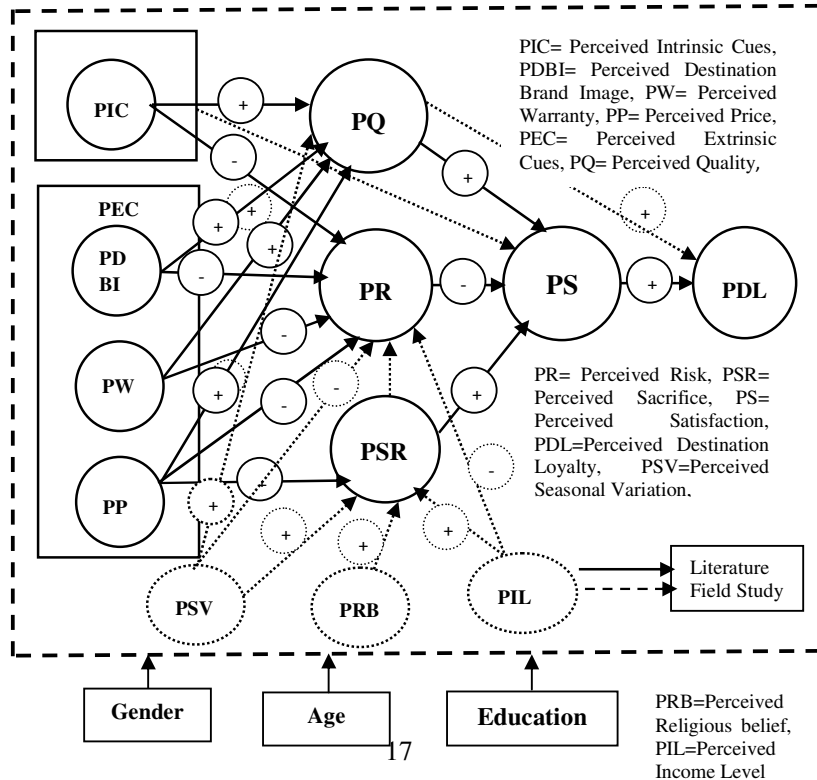 PIC= Perceived Intrinsic Cues,
PDBI= Perceived Destination
Brand Image, PW= Perceived
Warranty, PP= Perceived Price,
PEC= Perceived Extrinsic
Cues, PQ= Perceived Quality,
PIC
+
PQ
-
+
+
PEC
+
+
+
PD
BI
-
PR
-
PS
+
PDL
-
PW
-
+
-
+
PR= Perceived Risk, PSR=
Perceived Sacrifice, PS=
Perceived Satisfaction,
PDL=Perceived Destination
Loyalty, PSV=Perceived
Seasonal Variation,
PSR
-
PP
+
+
+
+
+
PSV
PRB
PIL
Literature
Field Study
Gender
Age
Education
PRB=Perceived
Religious belief,
PIL=Perceived
Income Level
17